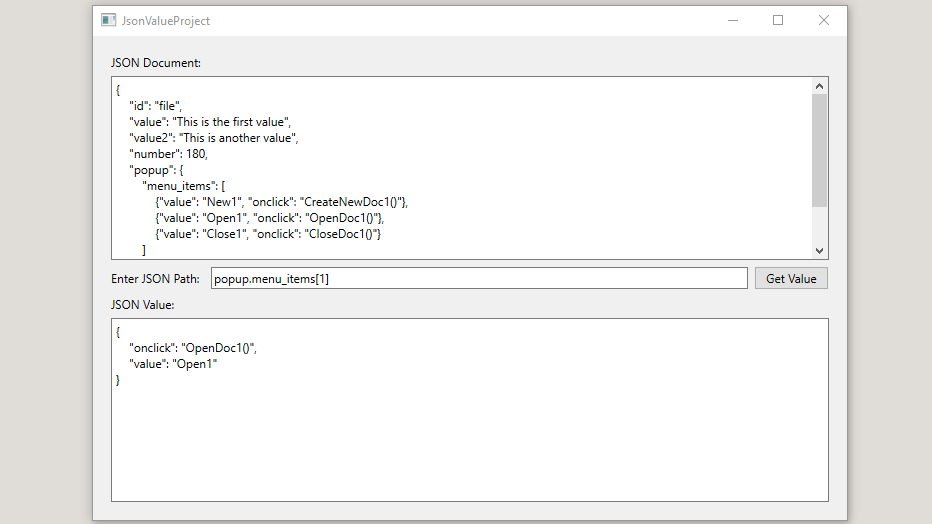 JsonValueProject
JSON Document:
{
"id": "file",
"value": "This is the first value",
"value2": "This is another value",
"number": 180,
"popup": {
"menu_items": [
{"value": "New1", "onclick": "CreateNewDoc1()"},
{"value": "Open1", "onclick": "OpenDoc1()"},
{"value": "Close1", "onclick": "CloseDoc1()"}
]
Enter JSON Path: popup.menu_items[1] Get Value
JSON Value:
{
"onclick": "OpenDoc1()",
"value": "Open1"
}